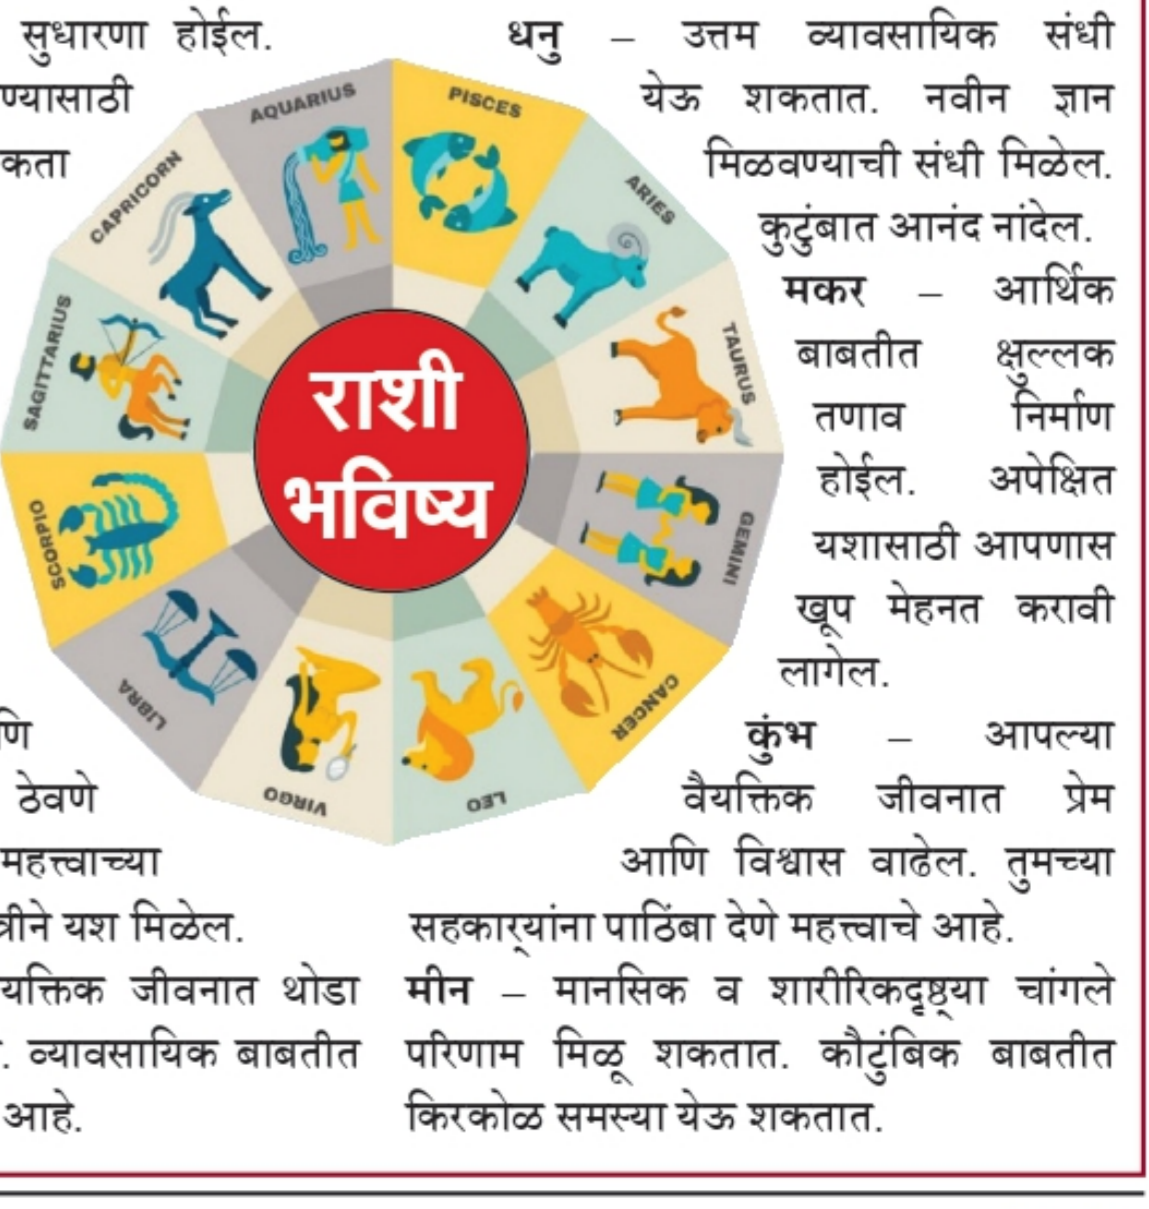 सुधारणा होईल.
ण्यासाठी
कता
णि
ठेवणे
महत्त्वाच्या
त्रीने यश मिळेल.
यक्तिक जीवनात थोडा
. व्यावसायिक बाबतीत
आहे.
AQUARIUS
PISCES
ARIES
TAURUS
GEMINI
CANCER
LEO
VIRGO
LIBRA
SCORPIO
SAGITTARIUS
CAPRICORN
राशी
भविष्य
धनु – उत्तम व्यावसायिक संधी
येऊ शकतात. नवीन ज्ञान
मिळवण्याची संधी मिळेल.
कुटुंबात आनंद नांदेल.
मकर – आर्थिक
बाबतीत क्षुल्लक
तणाव निर्माण
होईल. अपेक्षित
यशासाठी आपणास
खूप मेहनत करावी
लागेल.
कुंभ – आपल्या
वैयक्तिक जीवनात प्रेम
आणि विश्वास वाढेल. तुमच्या
सहकाऱ्यांना पाठिंबा देणे महत्त्वाचे आहे.
मीन – मानसिक व शारीरिकदृष्ट्या चांगले
परिणाम मिळू शकतात. कौटुंबिक बाबतीत
किरकोळ समस्या येऊ शकतात.